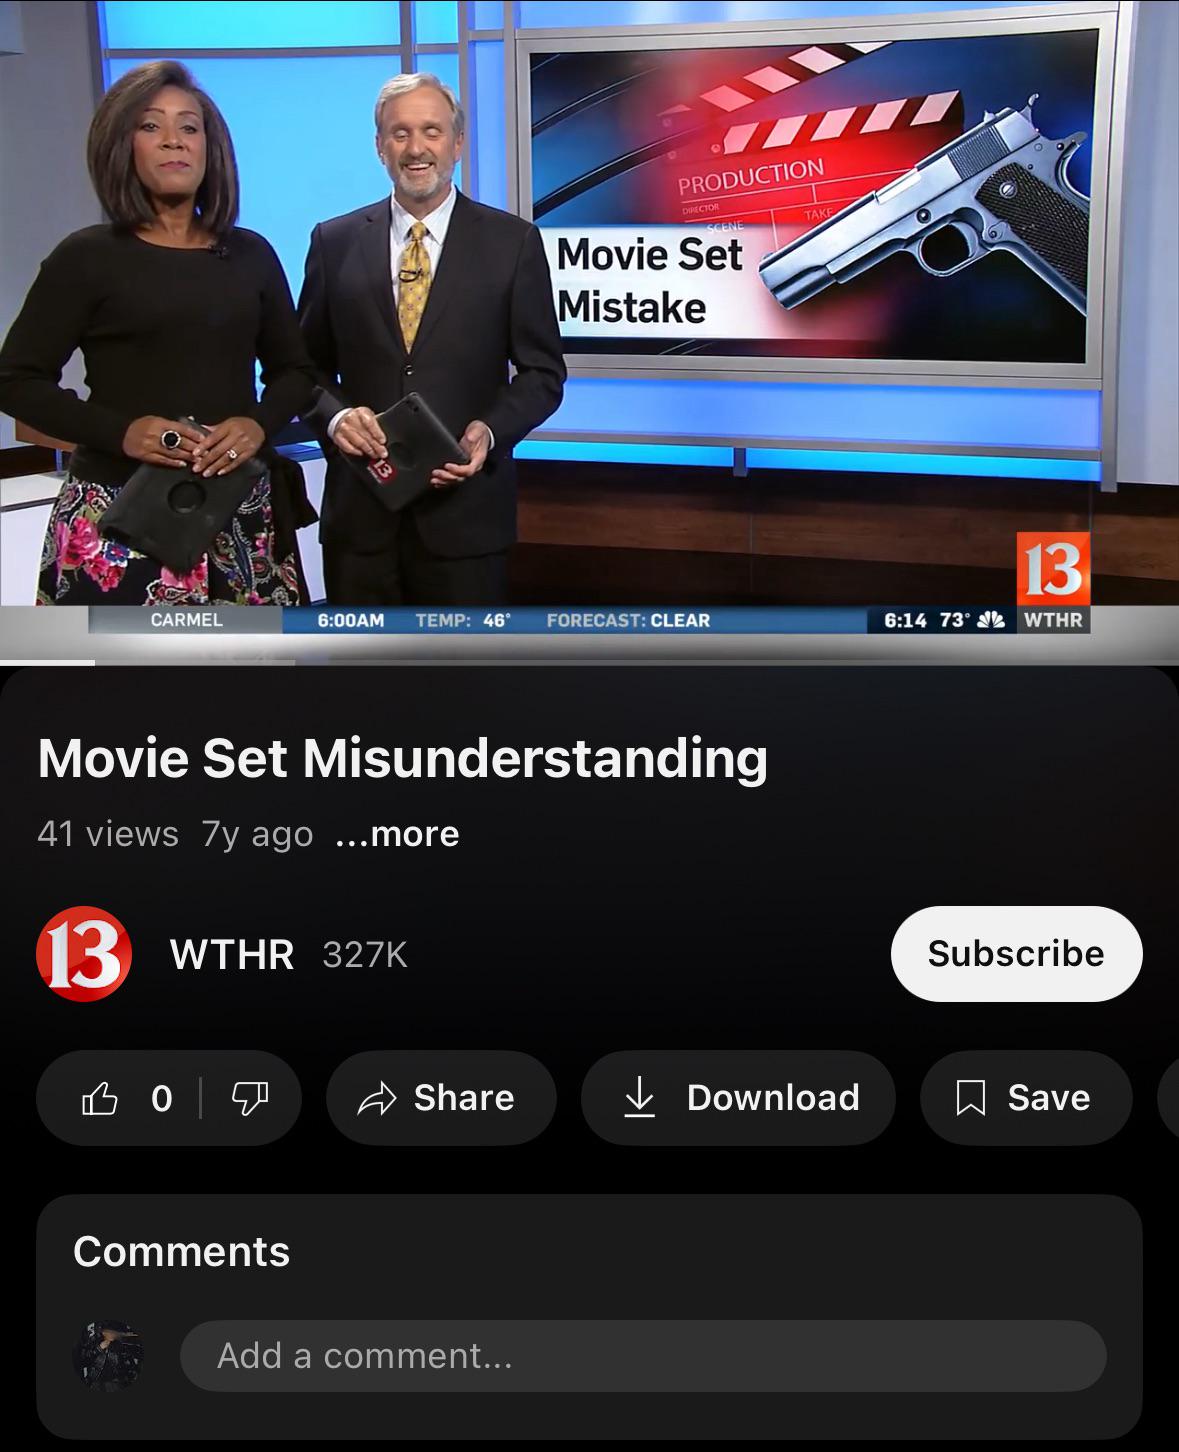 PRODUCTION
DIRECTOR
SCENE
TAKE
Movie Set
Mistake
13
13
CARMEL 6:00AM TEMP: 46° FORECAST: CLEAR 6:14 73° WTHR
Movie Set Misunderstanding
41 views 7y ago ...more
13 WTHR 327K Subscribe
0 Share Download Save
Comments
Add a comment...